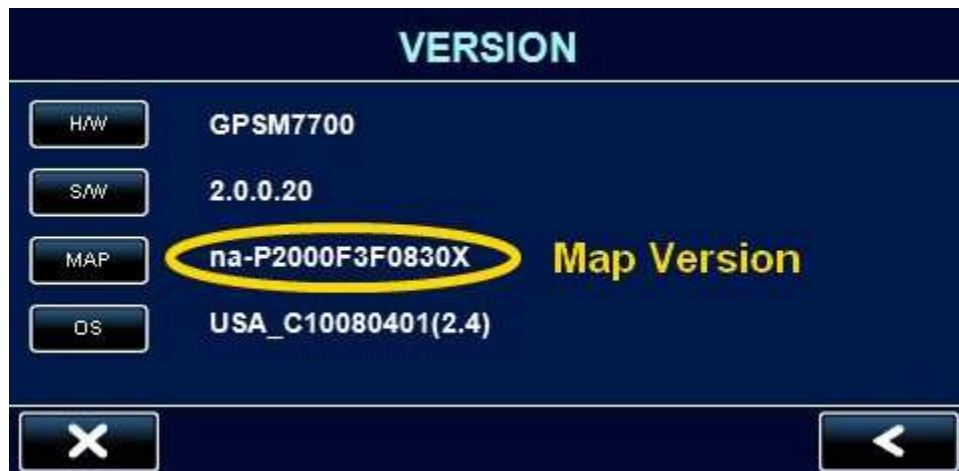 VERSION
H/W GPSM7700
S/W 2.0.0.20
MAP na-P2000F3F0830X Map Version
OS USA_C10080401(2.4)